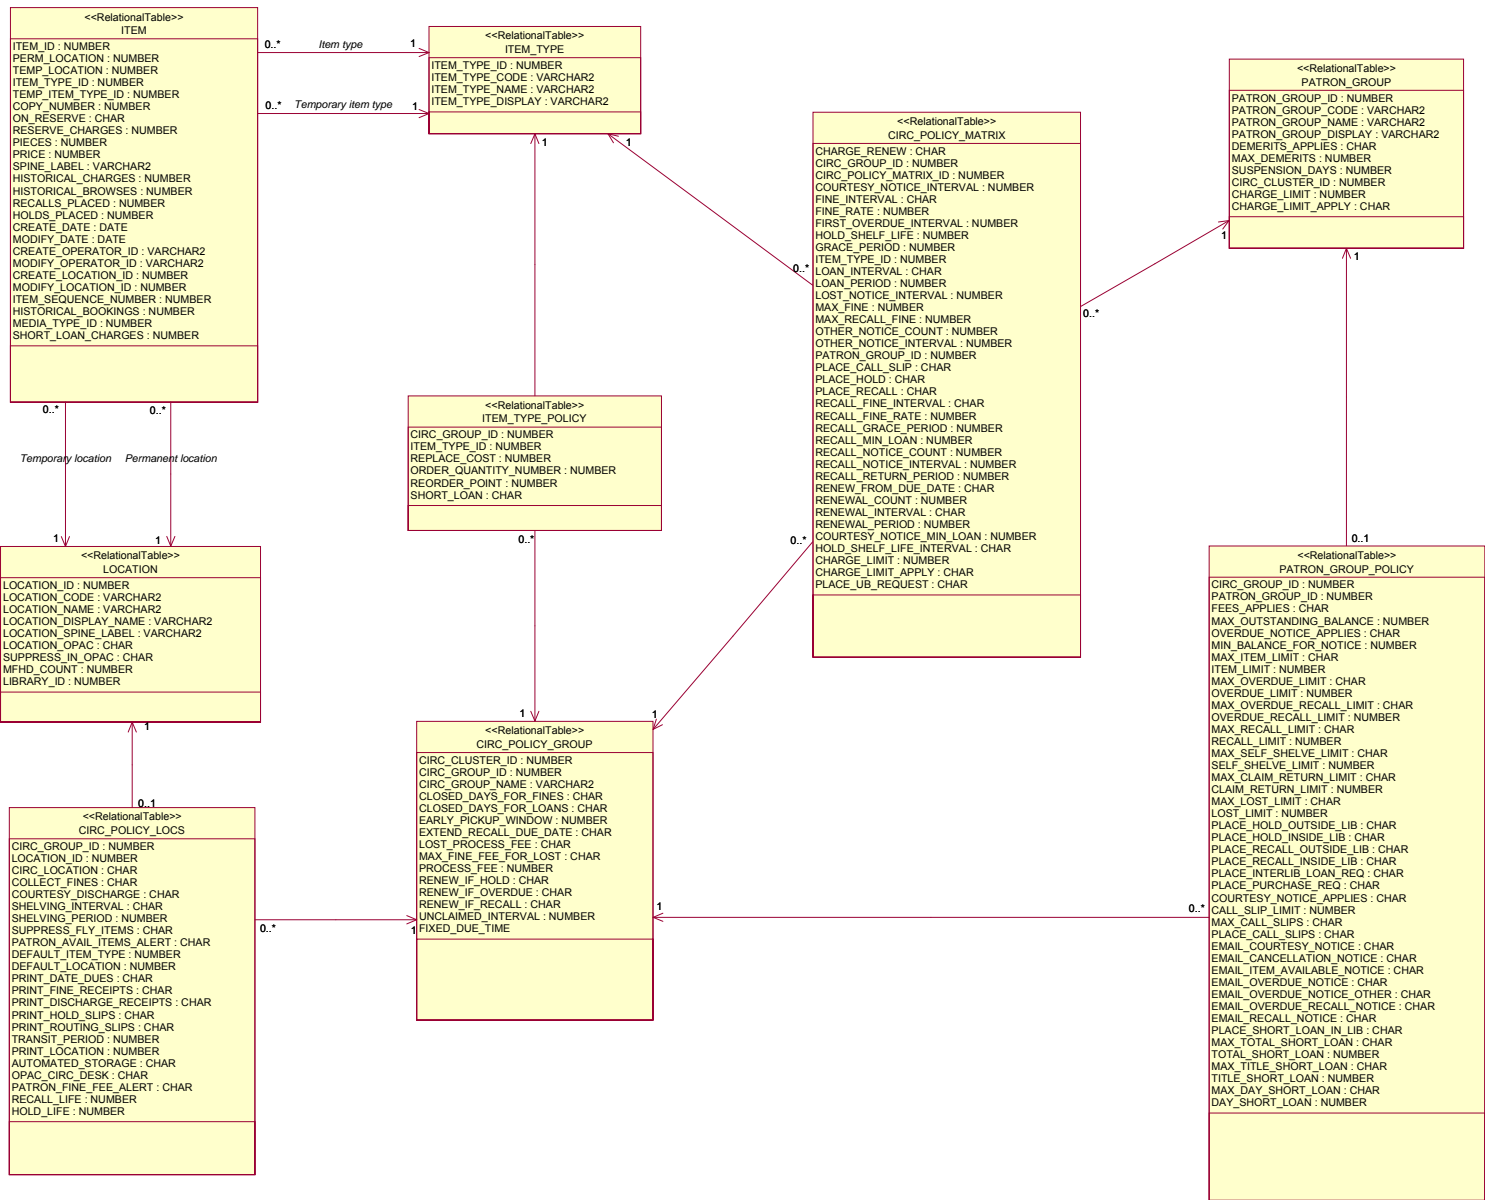 <<RelationalTable>>
ITEM
ITEM_ID : NUMBER
PERM_LOCATION : NUMBER
TEMP_LOCATION : NUMBER
ITEM_TYPE_ID : NUMBER
TEMP_ITEM_TYPE_ID : NUMBER
COPY_NUMBER : NUMBER
ON_RESERVE : CHAR
RESERVE_CHARGES : NUMBER
PIECES : NUMBER
PRICE : NUMBER
SPINE_LABEL : VARCHAR2
HISTORICAL_CHARGES : NUMBER
HISTORICAL_BROWSES : NUMBER
RECALLS_PLACED : NUMBER
HOLDS_PLACED : NUMBER
CREATE_DATE : DATE
MODIFY_DATE : DATE
CREATE_OPERATOR_ID : VARCHAR2
MODIFY_OPERATOR_ID : VARCHAR2
CREATE_LOCATION_ID : NUMBER
MODIFY_LOCATION_ID : NUMBER
ITEM_SEQUENCE_NUMBER : NUMBER
HISTORICAL_BOOKINGS : NUMBER
MEDIA_TYPE_ID : NUMBER
SHORT_LOAN_CHARGES : NUMBER
0..* Item type 1
0..* Temporary item type 1
<<RelationalTable>>
ITEM_TYPE
ITEM_TYPE_ID : NUMBER
ITEM_TYPE_CODE : VARCHAR2
ITEM_TYPE_NAME : VARCHAR2
ITEM_TYPE_DISPLAY : VARCHAR2
1
1
<<RelationalTable>>
CIRC_POLICY_MATRIX
CHARGE_RENEW : CHAR
CIRC_GROUP_ID : NUMBER
CIRC_POLICY_MATRIX_ID : NUMBER
COURTESY_NOTICE_INTERVAL : NUMBER
FINE_INTERVAL : CHAR
FINE_RATE : NUMBER
FIRST_OVERDUE_INTERVAL : NUMBER
HOLD_SHELF_LIFE : NUMBER
GRACE_PERIOD : NUMBER
ITEM_TYPE_ID : NUMBER
LOAN_INTERVAL : CHAR
LOAN_PERIOD : NUMBER
LOST_NOTICE_INTERVAL : NUMBER
MAX_FINE : NUMBER
MAX_RECALL_FINE : NUMBER
OTHER_NOTICE_COUNT : NUMBER
OTHER_NOTICE_INTERVAL : NUMBER
PATRON_GROUP_ID : NUMBER
PLACE_CALL_SLIP : CHAR
PLACE_HOLD : CHAR
PLACE_RECALL : CHAR
RECALL_FINE_INTERVAL : CHAR
RECALL_FINE_RATE : NUMBER
RECALL_GRACE_PERIOD : NUMBER
RECALL_MIN_LOAN : NUMBER
RECALL_NOTICE_COUNT : NUMBER
RECALL_NOTICE_INTERVAL : NUMBER
RECALL_RETURN_PERIOD : NUMBER
RENEW_FROM_DUE_DATE : CHAR
RENEWAL_COUNT : NUMBER
RENEWAL_INTERVAL : CHAR
RENEWAL_PERIOD : NUMBER
COURTESY_NOTICE_MIN_LOAN : NUMBER
HOLD_SHELF_LIFE_INTERVAL : CHAR
CHARGE_LIMIT : NUMBER
CHARGE_LIMIT_APPLY : CHAR
PLACE_UB_REQUEST : CHAR
0..*
0..*
0..*
<<RelationalTable>>
PATRON_GROUP
PATRON_GROUP_ID : NUMBER
PATRON_GROUP_CODE : VARCHAR2
PATRON_GROUP_NAME : VARCHAR2
PATRON_GROUP_DISPLAY : VARCHAR2
DEMERITS_APPLIES : CHAR
MAX_DEMERITS : NUMBER
SUSPENSION_DAYS : NUMBER
CIRC_CLUSTER_ID : NUMBER
CHARGE_LIMIT : NUMBER
CHARGE_LIMIT_APPLY : CHAR
1
1
0..* 0..*
Temporary location Permanent location
1 1
<<RelationalTable>>
ITEM_TYPE_POLICY
CIRC_GROUP_ID : NUMBER
ITEM_TYPE_ID : NUMBER
REPLACE_COST : NUMBER
ORDER_QUANTITY_NUMBER : NUMBER
REORDER_POINT : NUMBER
SHORT_LOAN : CHAR
0..*
<<RelationalTable>>
LOCATION
LOCATION_ID : NUMBER
LOCATION_CODE : VARCHAR2
LOCATION_NAME : VARCHAR2
LOCATION_DISPLAY_NAME : VARCHAR2
LOCATION_SPINE_LABEL : VARCHAR2
LOCATION_OPAC : CHAR
SUPPRESS_IN_OPAC : CHAR
MFHD_COUNT : NUMBER
LIBRARY_ID : NUMBER
1
0..1
<<RelationalTable>>
CIRC_POLICY_LOCS
CIRC_GROUP_ID : NUMBER
LOCATION_ID : NUMBER
CIRC_LOCATION : CHAR
COLLECT_FINES : CHAR
COURTESY_DISCHARGE : CHAR
SHELVING_INTERVAL : CHAR
SHELVING_PERIOD : NUMBER
SUPPRESS_FLY_ITEMS : CHAR
PATRON_AVAIL_ITEMS_ALERT : CHAR
DEFAULT_ITEM_TYPE : NUMBER
DEFAULT_LOCATION : NUMBER
PRINT_DATE_DUES : CHAR
PRINT_FINE_RECEIPTS : CHAR
PRINT_DISCHARGE_RECEIPTS : CHAR
PRINT_HOLD_SLIPS : CHAR
PRINT_ROUTING_SLIPS : CHAR
TRANSIT_PERIOD : NUMBER
PRINT_LOCATION : NUMBER
AUTOMATED_STORAGE : CHAR
OPAC_CIRC_DESK : CHAR
PATRON_FINE_FEE_ALERT : CHAR
RECALL_LIFE : NUMBER
HOLD_LIFE : NUMBER
0..* 1
1
1
<<RelationalTable>>
CIRC_POLICY_GROUP
CIRC_CLUSTER_ID : NUMBER
CIRC_GROUP_ID : NUMBER
CIRC_GROUP_NAME : VARCHAR2
CLOSED_DAYS_FOR_FINES : CHAR
CLOSED_DAYS_FOR_LOANS : CHAR
EARLY_PICKUP_WINDOW : NUMBER
EXTEND_RECALL_DUE_DATE : CHAR
LOST_PROCESS_FEE : CHAR
MAX_FINE_FEE_FOR_LOST : CHAR
PROCESS_FEE : NUMBER
RENEW_IF_HOLD : CHAR
RENEW_IF_OVERDUE : CHAR
RENEW_IF_RECALL : CHAR
UNCLAIMED_INTERVAL : NUMBER
FIXED_DUE_TIME
1 0..*
0..1
<<RelationalTable>>
PATRON_GROUP_POLICY
CIRC_GROUP_ID : NUMBER
PATRON_GROUP_ID : NUMBER
FEES_APPLIES : CHAR
MAX_OUTSTANDING_BALANCE : NUMBER
OVERDUE_NOTICE_APPLIES : CHAR
MIN_BALANCE_FOR_NOTICE : NUMBER
MAX_ITEM_LIMIT : CHAR
ITEM_LIMIT : NUMBER
MAX_OVERDUE_LIMIT : CHAR
OVERDUE_LIMIT : NUMBER
MAX_OVERDUE_RECALL_LIMIT : CHAR
OVERDUE_RECALL_LIMIT : NUMBER
MAX_RECALL_LIMIT : CHAR
RECALL_LIMIT : NUMBER
MAX_SELF_SHELVE_LIMIT : CHAR
SELF_SHELVE_LIMIT : NUMBER
MAX_CLAIM_RETURN_LIMIT : CHAR
CLAIM_RETURN_LIMIT : NUMBER
MAX_LOST_LIMIT : CHAR
LOST_LIMIT : NUMBER
PLACE_HOLD_OUTSIDE_LIB : CHAR
PLACE_HOLD_INSIDE_LIB : CHAR
PLACE_RECALL_OUTSIDE_LIB : CHAR
PLACE_RECALL_INSIDE_LIB : CHAR
PLACE_INTERLIB_LOAN_REQ : CHAR
PLACE_PURCHASE_REQ : CHAR
COURTESY_NOTICE_APPLIES : CHAR
CALL_SLIP_LIMIT : NUMBER
MAX_CALL_SLIPS : CHAR
PLACE_CALL_SLIPS : CHAR
EMAIL_COURTESY_NOTICE : CHAR
EMAIL_CANCELLATION_NOTICE : CHAR
EMAIL_ITEM_AVAILABLE_NOTICE : CHAR
EMAIL_OVERDUE_NOTICE : CHAR
EMAIL_OVERDUE_NOTICE_OTHER : CHAR
EMAIL_OVERDUE_RECALL_NOTICE : CHAR
EMAIL_RECALL_NOTICE : CHAR
PLACE_SHORT_LOAN_IN_LIB : CHAR
MAX_TOTAL_SHORT_LOAN : CHAR
TOTAL_SHORT_LOAN : NUMBER
MAX_TITLE_SHORT_LOAN : CHAR
TITLE_SHORT_LOAN : NUMBER
MAX_DAY_SHORT_LOAN : CHAR
DAY_SHORT_LOAN : NUMBER